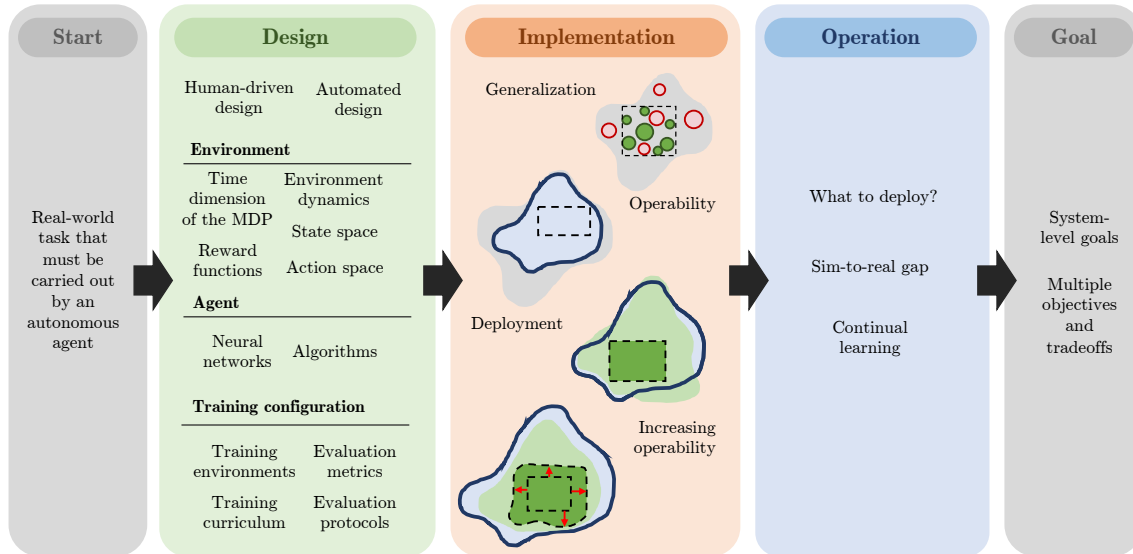 Start
Real-world
task that
must be
carried out
by an
autonomous
agent
Design
Human-driven
design
Automated
design
Environment
Time
dimension
of the MDP
Environment
dynamics
State space
Reward
functions
Action space
Agent
Neural
networks
Algorithms
Training configuration
Training
environments
Evaluation
metrics
Training
curriculum
Evaluation
protocols
Implementation
Generalization
Operability
Deployment
Increasing
operability
Operation
What to deploy?
Sim-to-real gap
Continual
learning
Goal
System-
level goals
Multiple
objectives
and
tradeoffs